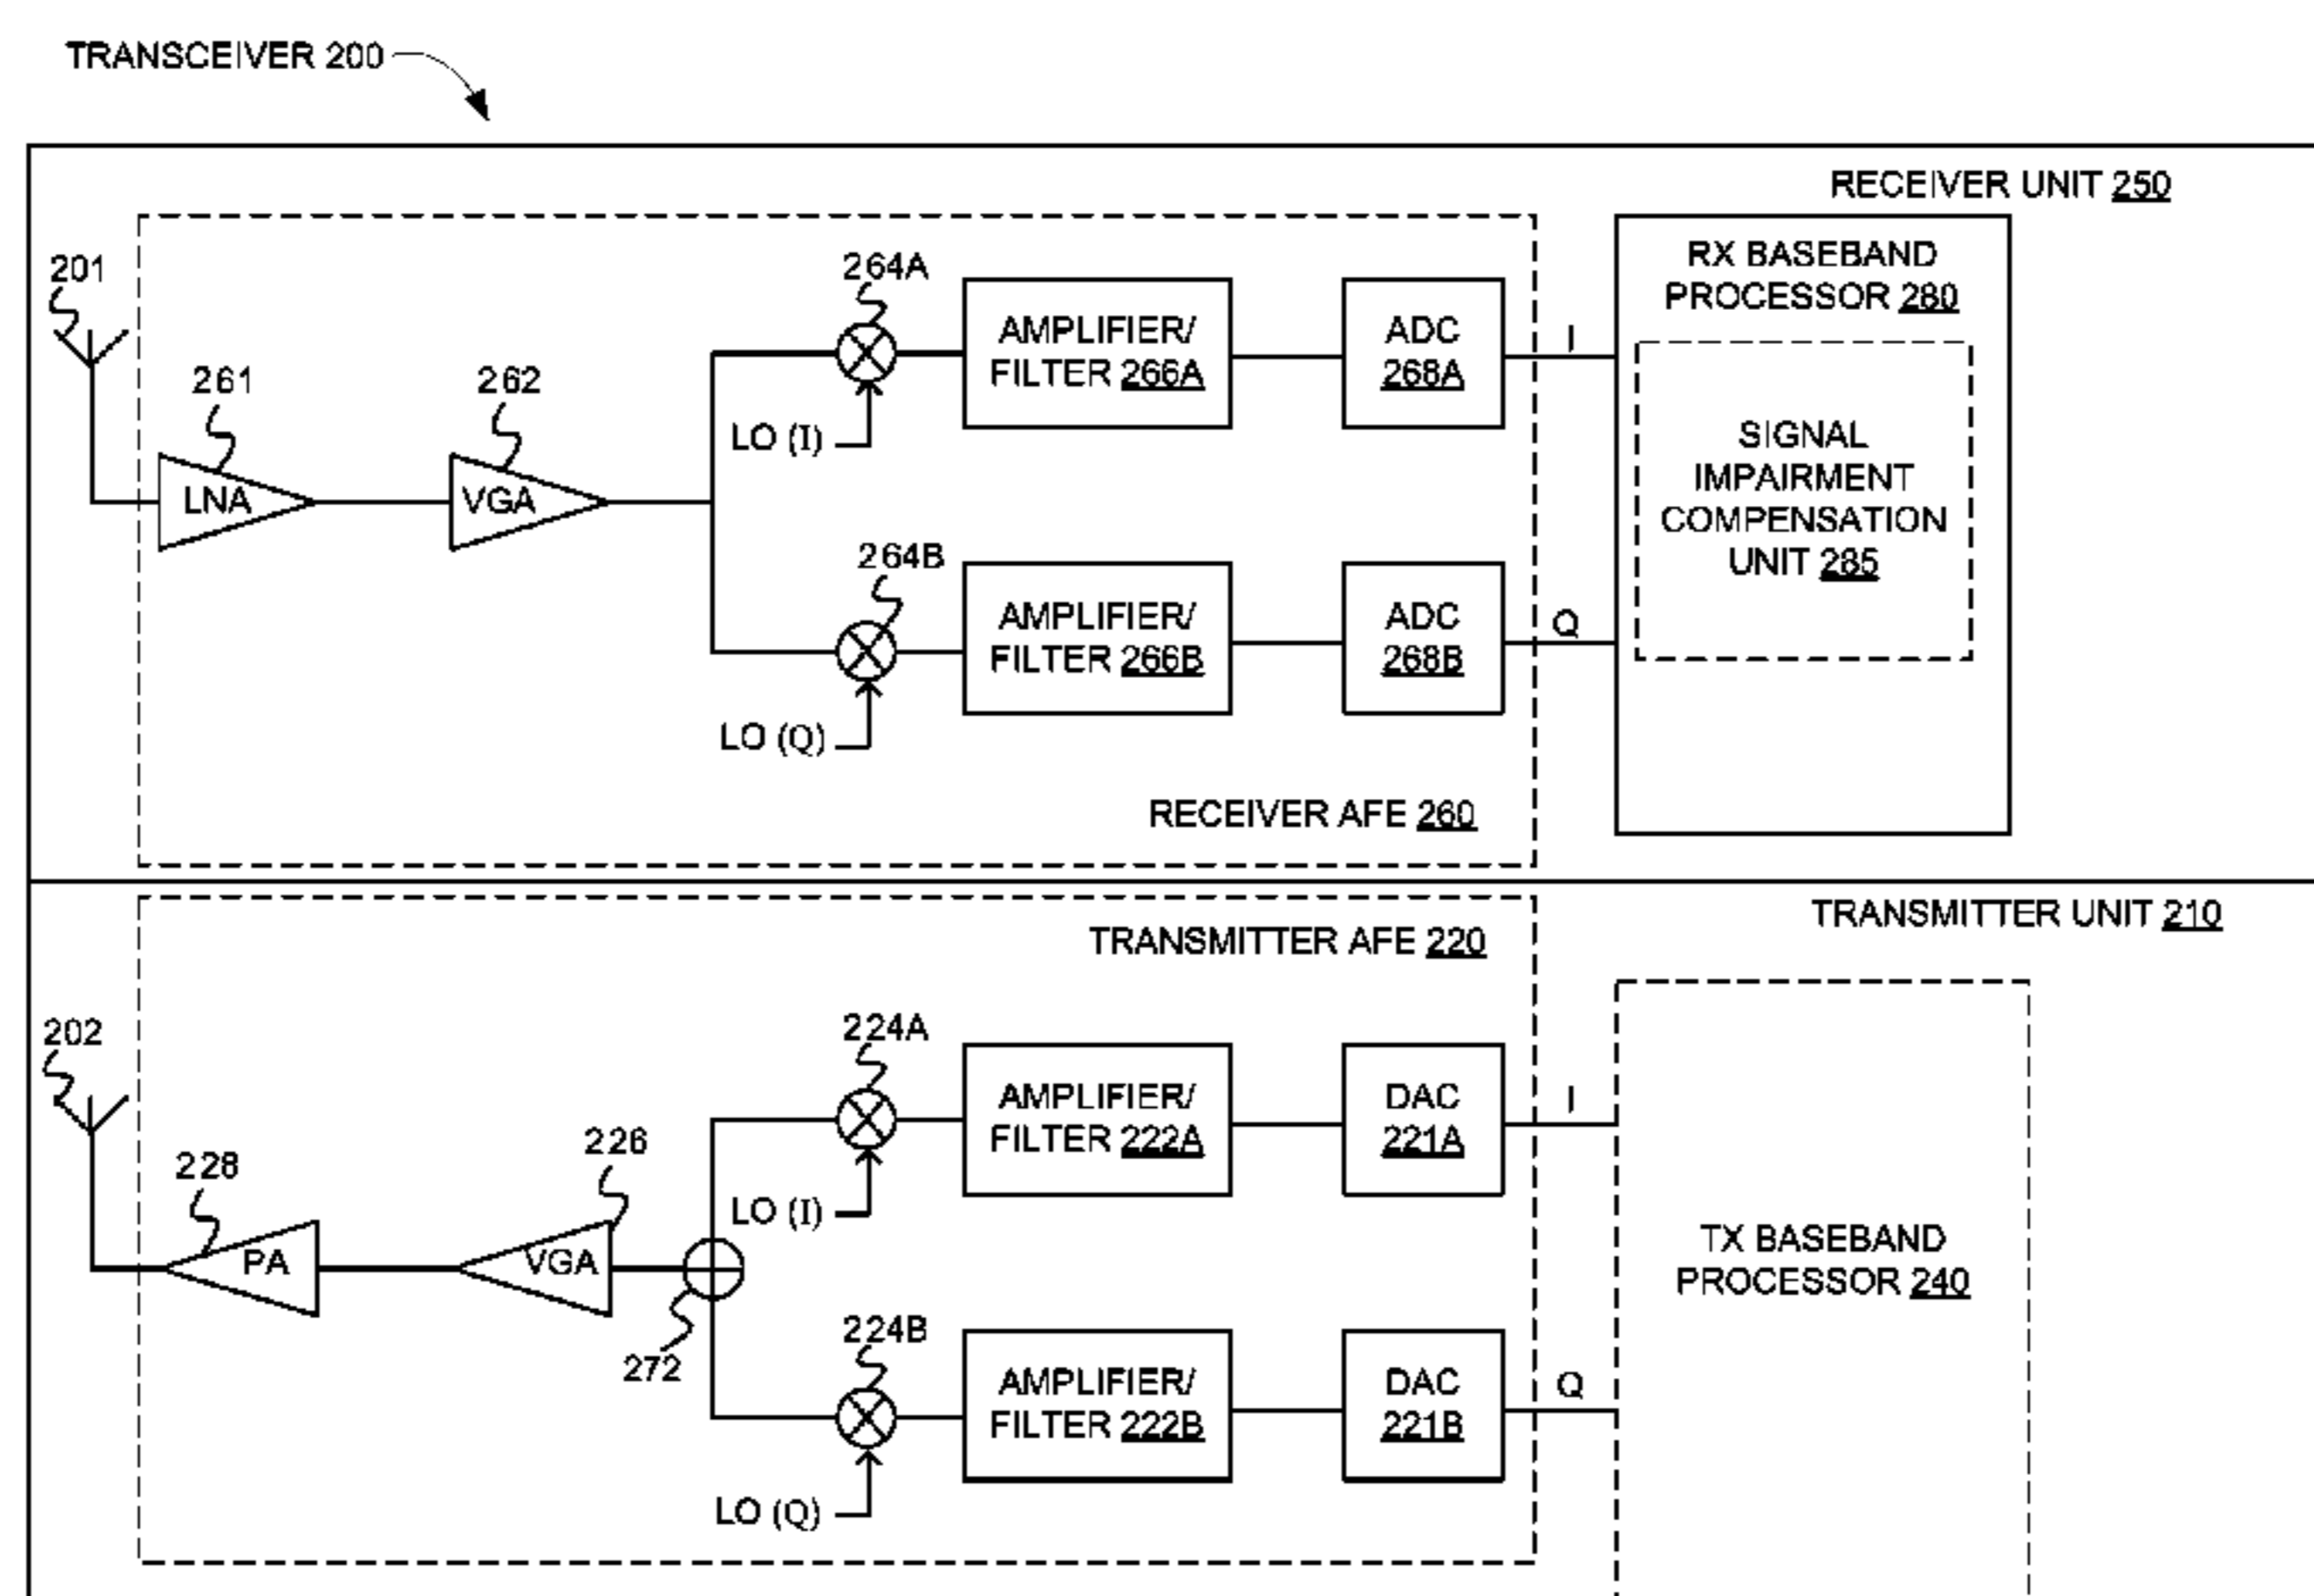 TRANSCEIVER 200
RECEIVER UNIT 250
201
261
LNA
262
VGA
264A
LO (I)
AMPLIFIER/
FILTER 266A
ADC
268A
I
RX BASEBAND
PROCESSOR 280
SIGNAL
IMPAIRMENT
COMPENSATION
UNIT 285
264B
LO (Q)
AMPLIFIER/
FILTER 266B
ADC
268B
Q
RECEIVER AFE 260
TRANSMITTER UNIT 210
TRANSMITTER AFE 220
202
228
PA
226
VGA
272
224A
LO (I)
AMPLIFIER/
FILTER 222A
DAC
221A
I
TX BASEBAND
PROCESSOR 240
224B
LO (Q)
AMPLIFIER/
FILTER 222B
DAC
221B
Q